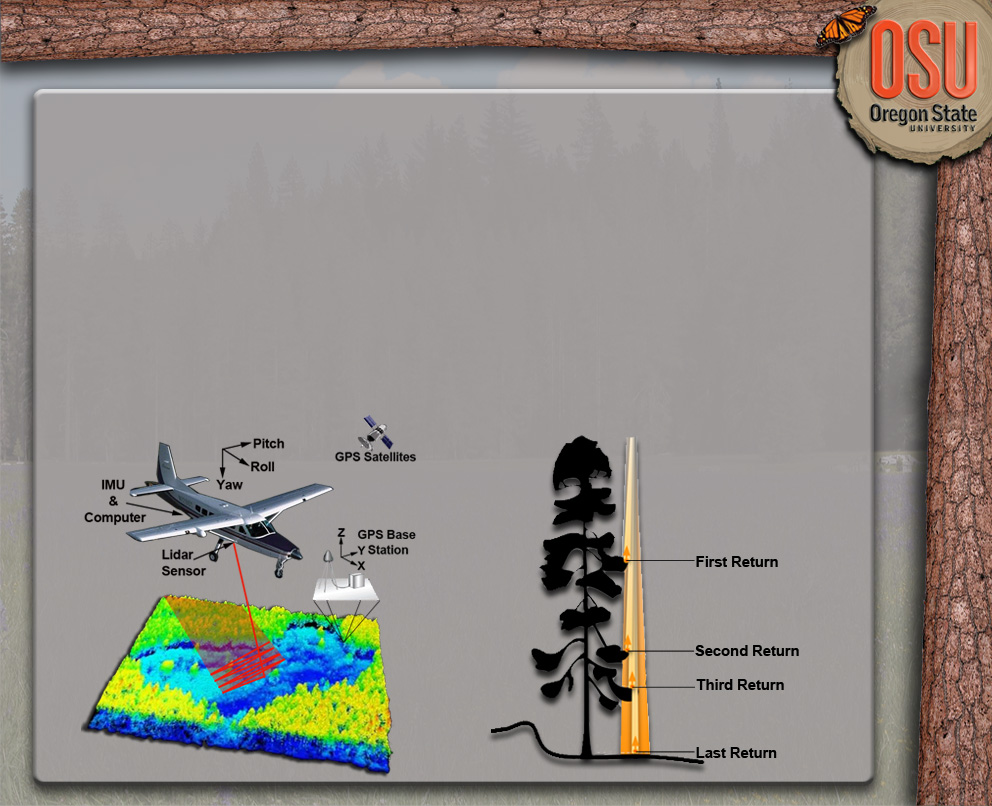 OSU
Oregon State
UNIVERSITY
Pitch
Roll
Yaw
GPS Satellites
IMU
&
Computer
Lidar
Sensor
Z
Y
X
GPS Base
Station
First Return
Second Return
Third Return
Last Return